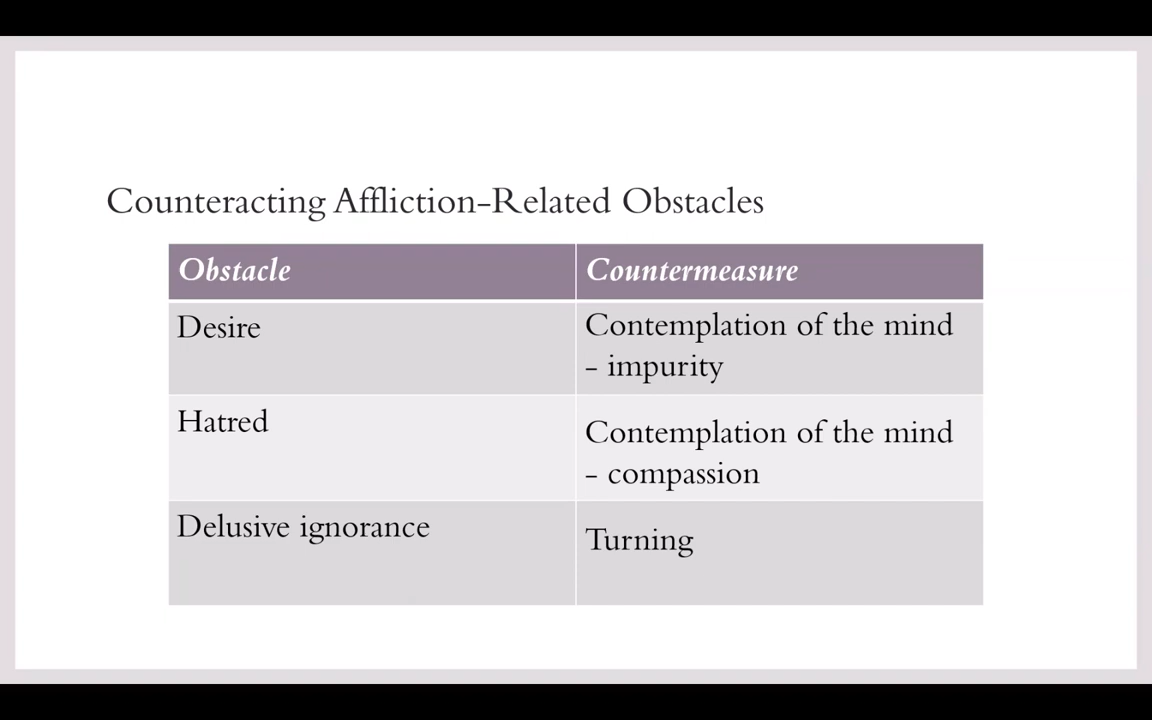 Counteracting Affliction-Related Obstacles
Obstacle
Countermeasure
Desire
Contemplation of the mind
- impurity
Hatred
Contemplation of the mind
- compassion
Delusive ignorance
Turning